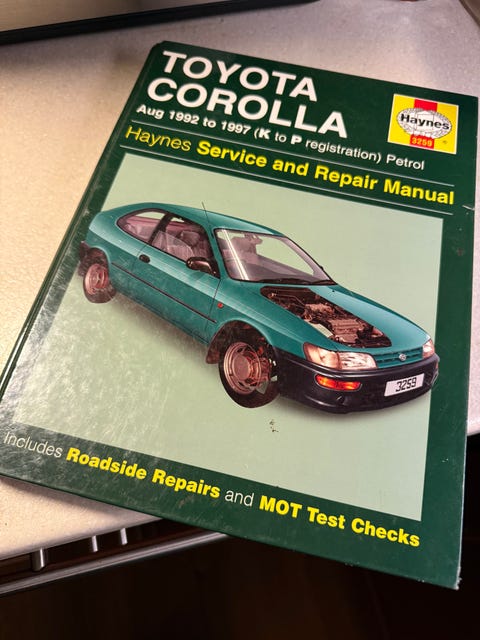 TOYOTA
COROLLA
Aug 1992 to 1997 (K to P registration) Petrol
Haynes
3259
Haynes Service and Repair Manual
3259
Includes Roadside Repairs and MOT Test Checks